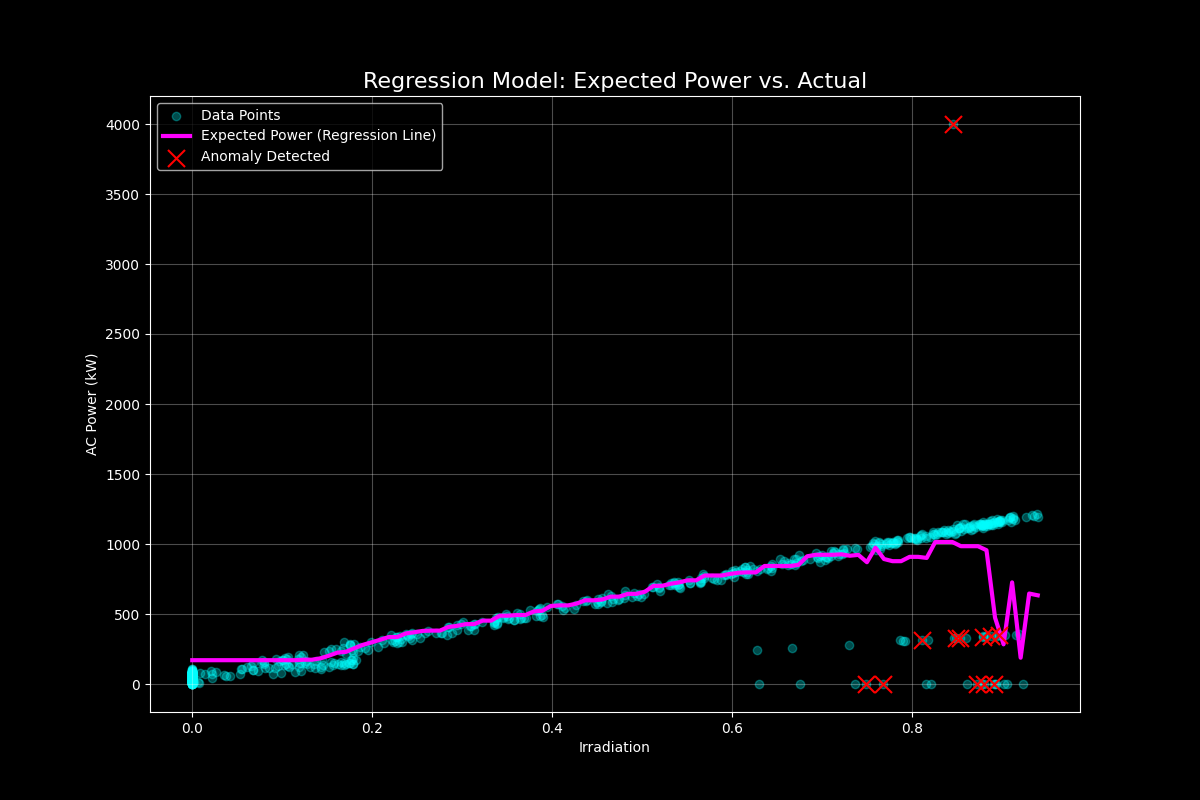 Regression Model: Expected Power vs. Actual
Data Points
Expected Power (Regression Line)
Anomaly Detected
4000
3500
3000
2500
2000
1500
1000
500
0
AC Power (kW)
0.0 0.2 0.4 0.6 0.8
Irradiation